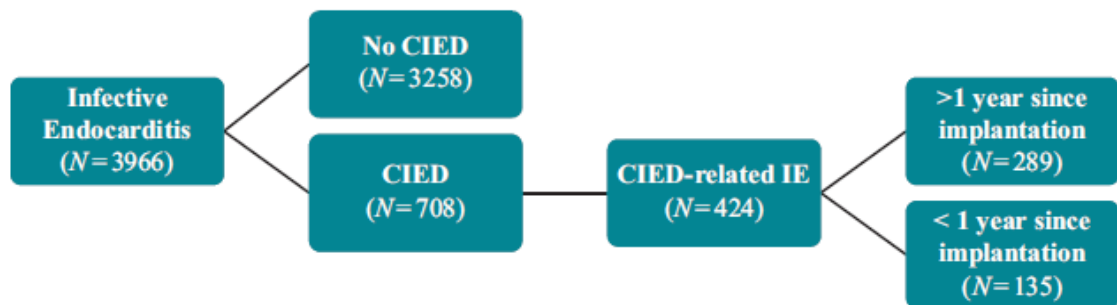 Infective
Endocarditis
(N=3966)
No CIED
(N=3258)
CIED
(N=708)
CIED-related IE
(N=424)
>1 year since
implantation
(N=289)
< 1 year since
implantation
(N=135)